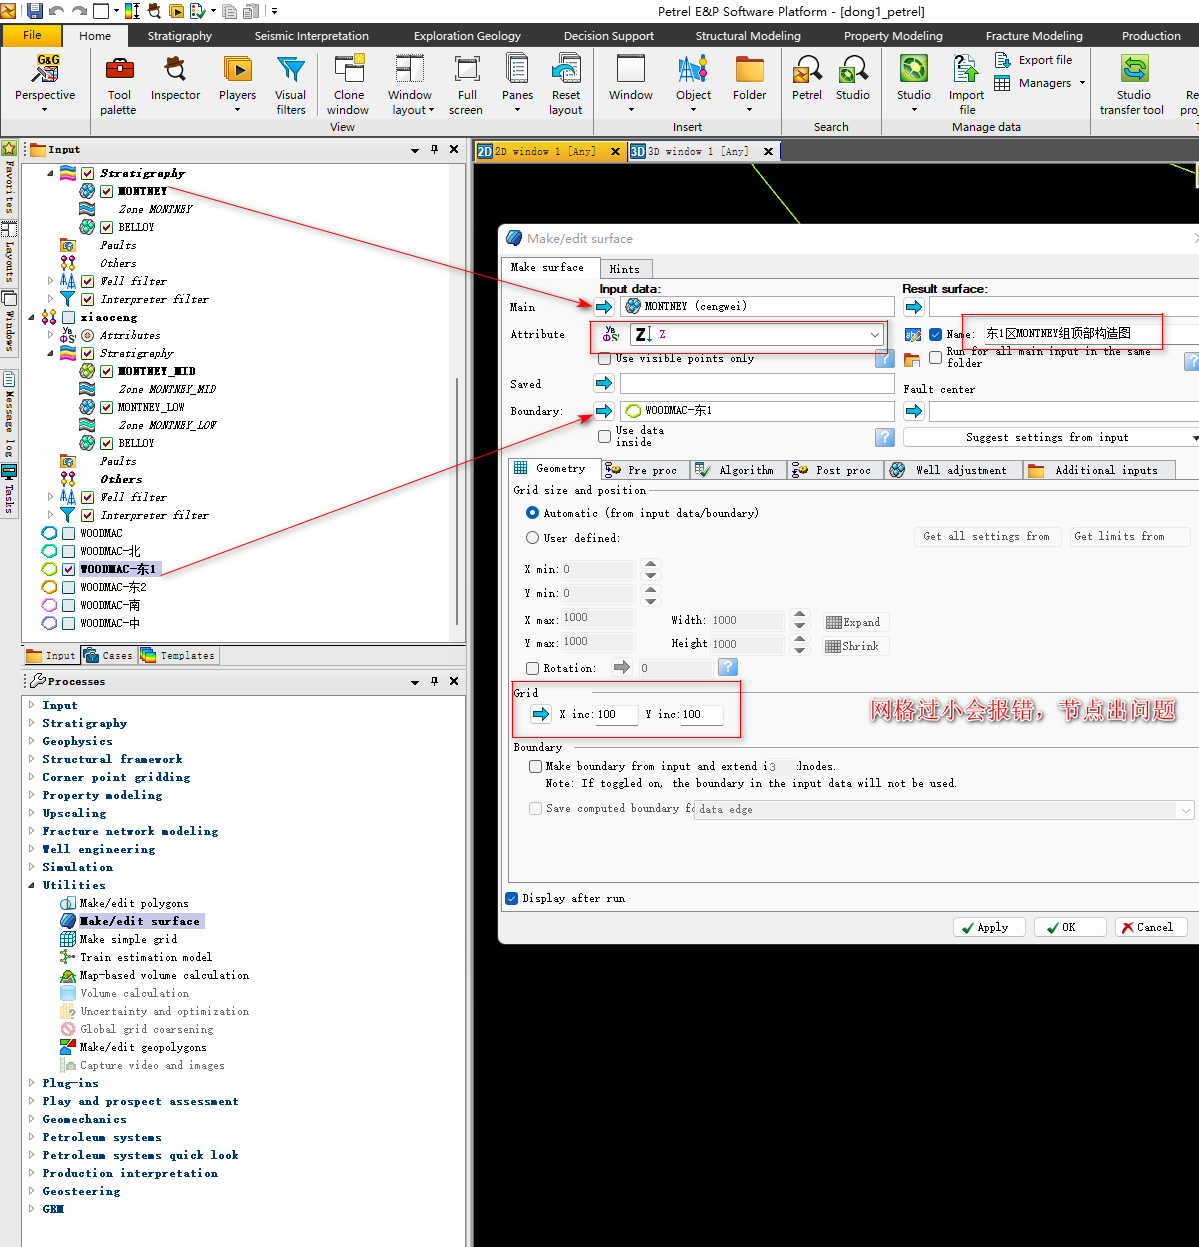 Petrel E&P Software Platform - [dong1_petrel]
File Home Stratigraphy Seismic Interpretation Exploration Geology Decision Support Structural Modeling Property Modeling Fracture Modeling Production
G&G
Perspective
Tool palette
Inspector
Players
Visual filters
Clone window
Window layout
Full screen
Panes
Reset layout
View
Window
Object
Folder
Insert
Petrel
Studio
Search
Studio
Import file
Export file
Managers
Manage data
Studio transfer tool
Favorites
Layouts
Windows
Message log
Tasks
Input
Stratigraphy
MONTNEY
Zone MONTNEY
BELLOY
Faults
Others
Well filter
Interpreter filter
xiaoceng
Attributes
Stratigraphy
MONTNEY_MID
Zone MONTNEY_MID
MONTNEY_LOW
Zone MONTNEY_LOW
BELLOY
Faults
Others
Well filter
Interpreter filter
WOODMAC
WOODMAC-北
WOODMAC-东1
WOODMAC-东2
WOODMAC-南
WOODMAC-中
Input Cases Templates
Processes
Input
Stratigraphy
Geophysics
Structural framework
Corner point gridding
Property modeling
Upscaling
Fracture network modeling
Well engineering
Simulation
Utilities
Make/edit polygons
Make/edit surface
Make simple grid
Train estimation model
Map-based volume calculation
Volume calculation
Uncertainty and optimization
Global grid coarsening
Make/edit geopolygons
Capture video and images
Plug-ins
Play and prospect assessment
Geomechanics
Petroleum systems
Petroleum systems quick look
Production interpretation
Geosteering
GRM
2D 2D window 1 [Any] 3D 3D window 1 [Any]
Make/edit surface
Make surface Hints
Input data: Result surface:
Main MONTNEY (cengwei)
Attribute Z Z Name: 东1区MONTNEY组顶部构造图
Use visible points only Run for all main input in the same folder
Saved Fault center
Boundary: WOODMAC-东1
Use data inside Suggest settings from input
Geometry Pre proc Algorithm Post proc Well adjustment Additional inputs
Grid size and position
Automatic (from input data/boundary)
User defined: Get all settings from Get limits from
X min: 0
Y min: 0
X max: 1000 Width: 1000 Expand
Y max: 1000 Height 1000 Shrink
Rotation: 0
Grid
X inc: 100 Y inc: 100
网格过小会报错，节点出问题
Boundary
Make boundary from input and extend i 3 nodes.
Note: If toggled on, the boundary in the input data will not be used.
Save computed boundary fo data edge
Display after run
Apply OK Cancel